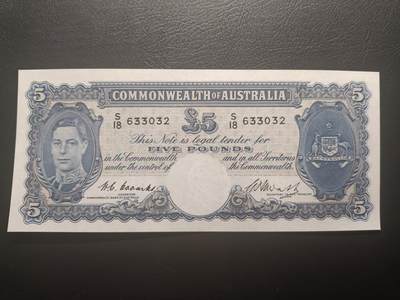 COMMONWEALTH OF AUSTRALIA
5 5
S/18 633032 £5 S/18 633032
This Note is legal tender for
FIVE POUNDS
in the Commonwealth and in all Territories
under the control of the Commonwealth.
GOVERNOR
5 5